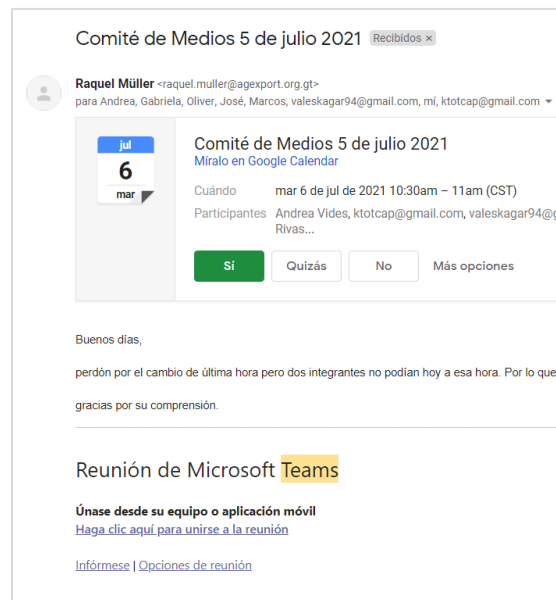 Comité de Medios 5 de julio 2021 Recibidos ×
Raquel Müller <raquel.muller@agexport.org.gt>
para Andrea, Gabriela, Oliver, José, Marcos, valeskagar94@gmail.com, mí, ktotcap@gmail.com
jul
6
mar
Comité de Medios 5 de julio 2021
Míralo en Google Calendar
Cuándo mar 6 de jul de 2021 10:30am – 11am (CST)
Participantes Andrea Vides, ktotcap@gmail.com, valeskagar94@g
Rivas...
Sí Quizás No Más opciones
Buenos días,
perdón por el cambio de última hora pero dos integrantes no podían hoy a esa hora. Por lo que
gracias por su comprensión.
Reunión de Microsoft Teams
Únase desde su equipo o aplicación móvil
Haga clic aquí para unirse a la reunión
Infórmese | Opciones de reunión